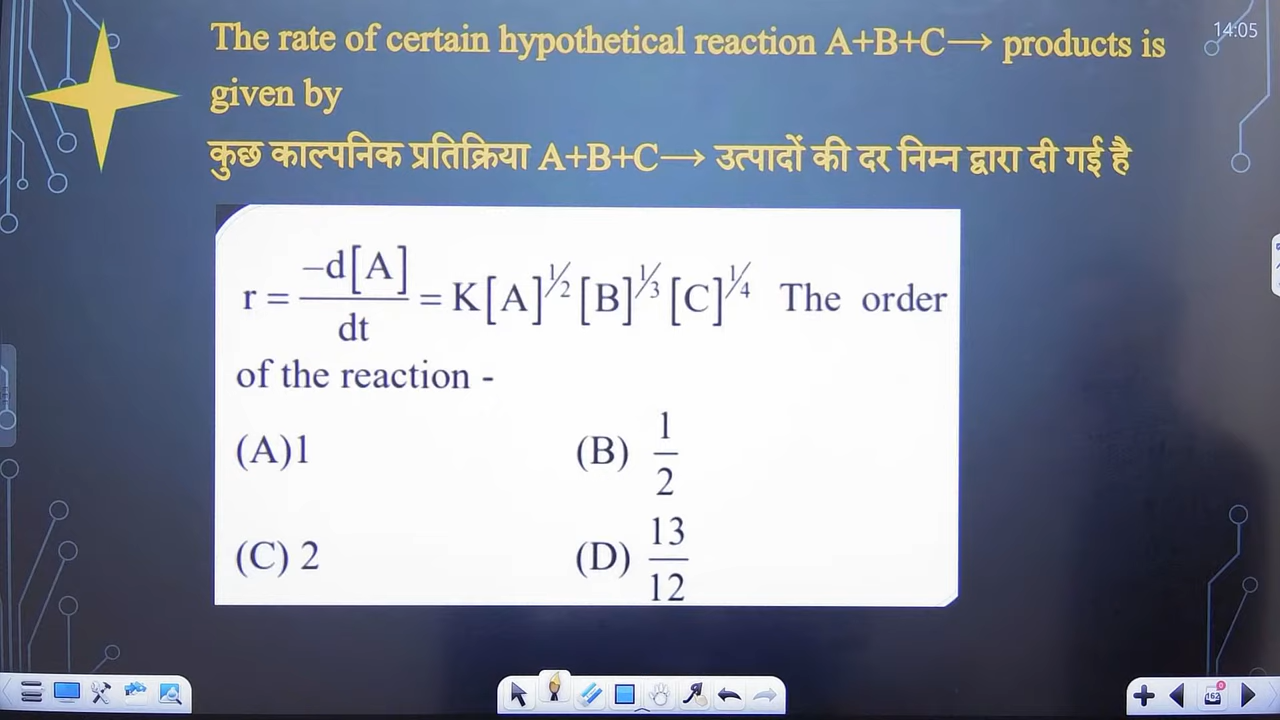 The rate of certain hypothetical reaction A+B+C⟶ products is
given by
14:05
कुछ काल्पनिक प्रतिक्रिया A+B+C⟶ उत्पादों की दर निम्न द्वारा दी गई है
r = –d[A]/dt = K[A]^½ [B]^⅓ [C]^¼ The order
of the reaction -
(A)1 (B) 1/2
(C) 2 (D) 13/12